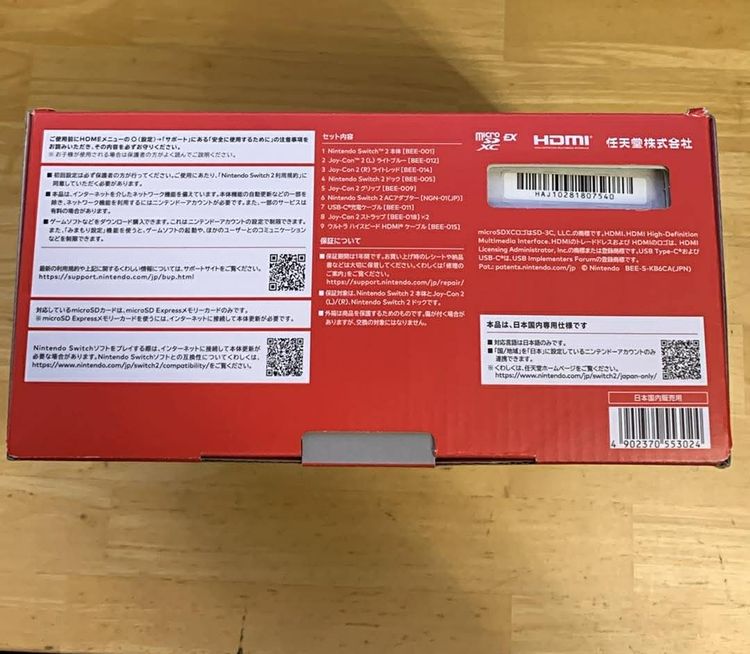 ご使用前にHOMEメニューの(設定)→「サポート」にある「安全に使用するために」の注意事項を
お読みいただき、その内容を必ずお守りください。
※お子様が使用される場合は保護者の方がよく読んでご説明ください。
■ 初回設定は必ず保護者の方が行ってください。ご使用にあたり、「Nintendo Switch 2 利用規約」に
同意していただく必要があります。
■ 本品は、インターネットを介したネットワーク機能を備えています。本体機能の自動更新などの一部を
除き、ネットワーク機能を利用するためにはニンテンドーアカウントが必要です。また、一部のサービスは
有料の場合があります。
■ ゲームソフトなどをダウンロード購入できます。これはニンテンドーアカウントの設定で制限できます。
また、「みまもり設定」機能を使うと、ゲームソフトの起動や、ほかのユーザーとのコミュニケーション
などを制限できます。
最新の利用規約や上記に関するくわしい情報については、サポートサイトをご覧ください。
https://support.nintendo.com/jp/bup.html
対応しているmicroSDカードは、microSD Expressメモリーカードのみです。
※microSD Expressメモリーカードを使うには、インターネットに接続して本体更新が必要です。
Nintendo Switchソフトをプレイする際は、インターネットに接続して本体更新が必
要な場合があります。Nintendo Switchソフトとの互換性についてくわしくは、
https://www.nintendo.com/jp/switch2/compatibility/をご覧ください。
セット内容
1 Nintendo Switch™ 2 本体 [BEE-001]
2 Joy-Con™ 2 (L) ライトブルー [BEE-012]
3 Joy-Con 2 (R) ライトレッド [BEE-014]
4 Nintendo Switch 2 ドック [BEE-005]
5 Joy-Con 2 グリップ [BEE-009]
6 Nintendo Switch 2 ACアダプター [NGN-01(JP)]
7 USB-C®充電ケーブル [BEE-011]
8 Joy-Con 2 ストラップ [BEE-018] ×2
9 ウルトラ ハイスピード HDMI®ケーブル [BEE-015]
保証について
■ 保証期間は1年間です。お買い上げ時のレシートや納品
書などは大切に保管してください。くわしくは「修理の
ご案内」をご覧ください。
https://support.nintendo.com/jp/repair/
■ 保証対象は、Nintendo Switch 2 本体とJoy-Con 2
(L)/(R)、Nintendo Switch 2 ドックです。
■ 外箱は商品を保護するためのものです。傷が付く場合が
ありますが、交換の対象にはなりません。
micro SD XC EX HDMI 任天堂株式会社
HAJ10281807540
microSDXCロゴはSD-3C, LLC.の商標です。HDMI、HDMI High-Definition
Multimedia Interface、HDMIのトレードドレスおよび HDMIのロゴは、HDMI
Licensing Administrator, Inc.の商標または登録商標です。USB Type-C®および
USB-C®は、USB Implementers Forumの登録商標です。
Pat.: patents.nintendo.com/jp © Nintendo BEE-S-KB6CA(JPN)
本品は、日本国内専用仕様です
■ 対応言語は日本語のみです。
■ 「国/地域」を「日本」に設定しているニンテンドーアカウントのみ
連携できます。
※くわしくは、任天堂ホームページをご覧ください。
https://www.nintendo.com/jp/switch2/japan-only/
日本国内販売用
4 902370 553024